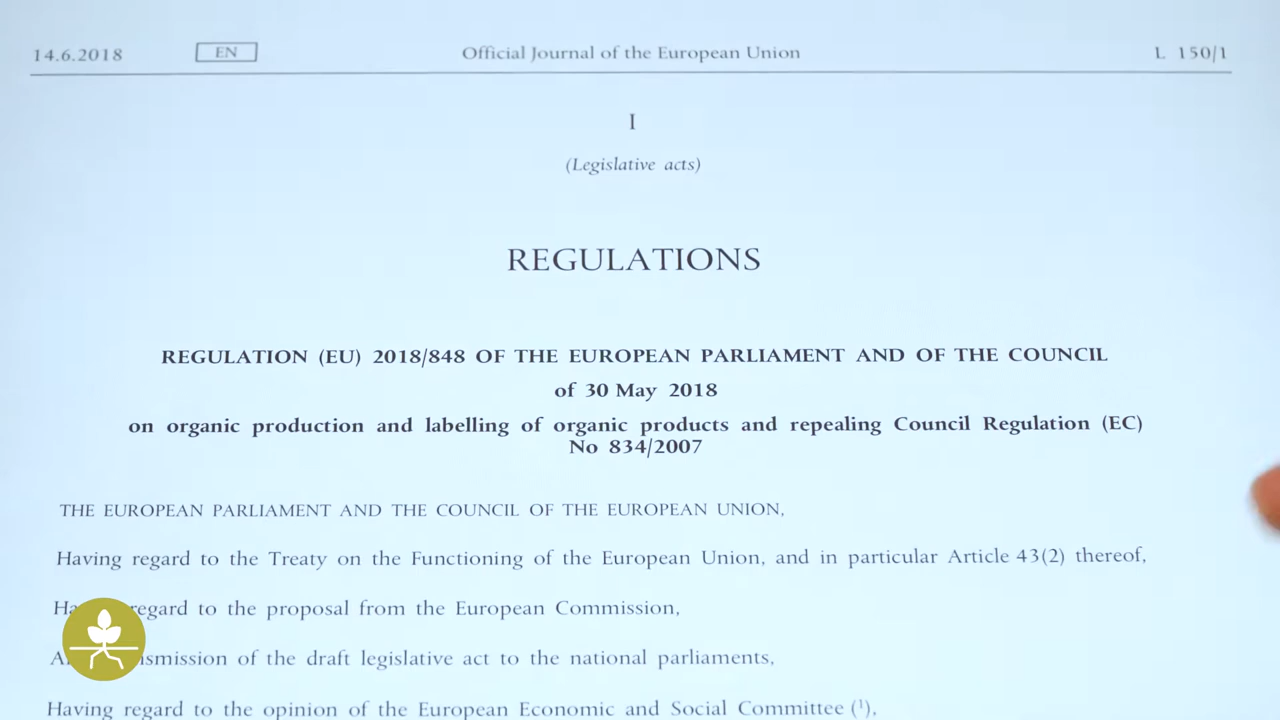 14.6.2018 EN Official Journal of the European Union L 150/1
I
(Legislative acts)
REGULATIONS
REGULATION (EU) 2018/848 OF THE EUROPEAN PARLIAMENT AND OF THE COUNCIL
of 30 May 2018
on organic production and labelling of organic products and repealing Council Regulation (EC)
No 834/2007
THE EUROPEAN PARLIAMENT AND THE COUNCIL OF THE EUROPEAN UNION,
Having regard to the Treaty on the Functioning of the European Union, and in particular Article 43(2) thereof,
regard to the proposal from the European Commission,
of the draft legislative act to the national parliaments,
Having regard to the opinion of the European Economic and Social Committee (¹),